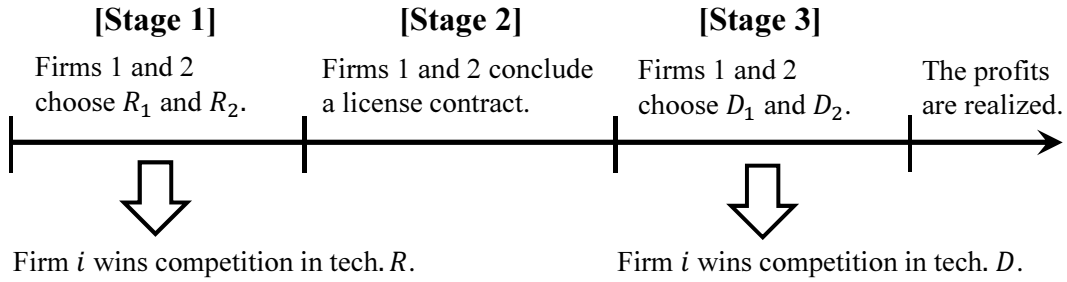 [Stage 1]
[Stage 2]
[Stage 3]
Firms 1 and 2
choose R₁ and R₂.
Firms 1 and 2 conclude
a license contract.
Firms 1 and 2
choose D₁ and D₂.
The profits
are realized.
Firm i wins competition in tech. R.
Firm i wins competition in tech. D.